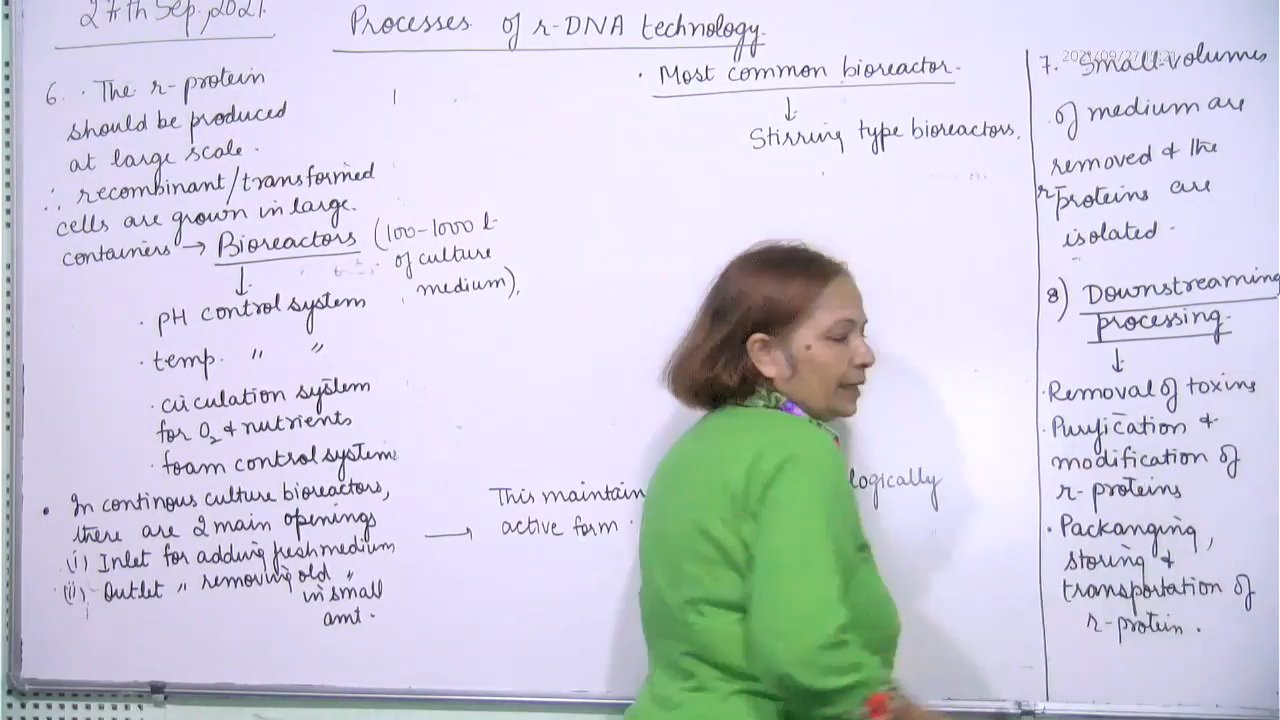 27th Sep., 2021.
Processes of r-DNA technology.
6. · The r-protein
should be produced
at large scale.
∴ recombinant/transformed
cells are grown in large
containers → Bioreactors (100-1000 l
of culture
medium),
↓
· pH control system
· temp. " "
· circulation system
for O2 & nutrients
· foam control system
• In continous culture bioreactors,
there are 2 main openings
(i) Inlet for adding fresh medium
(ii) Outlet " removing old "
in small
amt.
→ This maintain
logically
active form.
· Most common bioreactor.
↓
Stirring type bioreactors.
2021/09/27
7. Small volumes
of medium are
removed & the
r proteins are
isolated.
8) Downstreaming
processing.
↓
· Removal of toxins
· Purification &
modification of
r-proteins
· Packanging,
storing &
transportation of
r-protein.